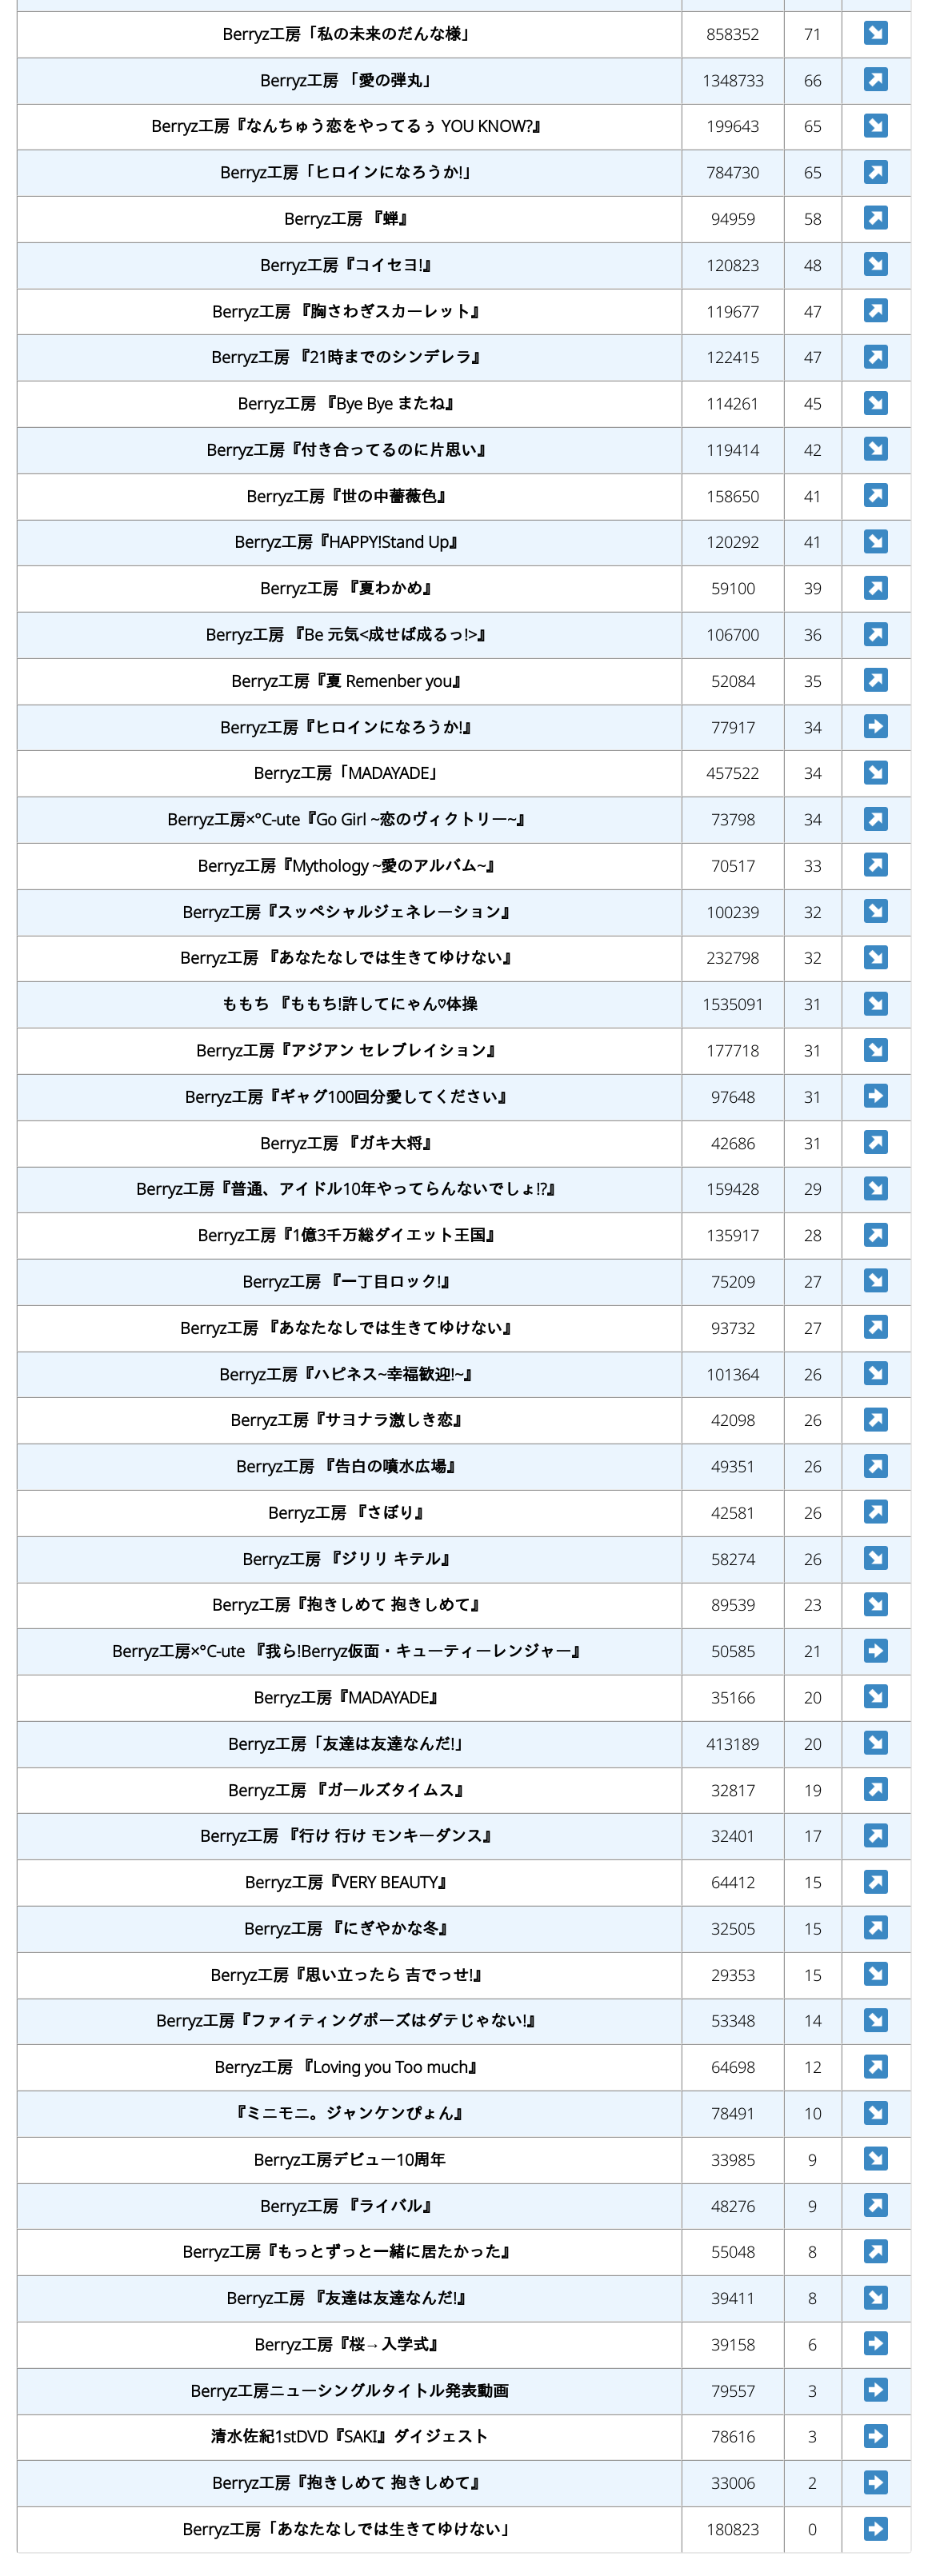 Berryz工房「私の未来のだんな様」 858352 71 ↘
Berryz工房 「愛の弾丸」 1348733 66 ↗
Berryz工房『なんちゅう恋をやってるぅ YOU KNOW?』 199643 65 ↘
Berryz工房「ヒロインになろうか!」 784730 65 ↗
Berryz工房 『蝉』 94959 58 ↗
Berryz工房『コイセヨ!』 120823 48 ↘
Berryz工房 『胸さわぎスカーレット』 119677 47 ↗
Berryz工房 『21時までのシンデレラ』 122415 47 ↗
Berryz工房 『Bye Bye またね』 114261 45 ↘
Berryz工房『付き合ってるのに片思い』 119414 42 ↘
Berryz工房『世の中薔薇色』 158650 41 ↗
Berryz工房『HAPPY!Stand Up』 120292 41 ↘
Berryz工房 『夏わかめ』 59100 39 ↗
Berryz工房 『Be 元気<成せば成るっ!>』 106700 36 ↗
Berryz工房『夏 Remenber you』 52084 35 ↗
Berryz工房『ヒロインになろうか!』 77917 34 ➡
Berryz工房「MADAYADE」 457522 34 ↘
Berryz工房×°C-ute『Go Girl ~恋のヴィクトリー~』 73798 34 ↗
Berryz工房『Mythology ~愛のアルバム~』 70517 33 ↗
Berryz工房『スッペシャルジェネレーション』 100239 32 ↘
Berryz工房 『あなたなしでは生きてゆけない』 232798 32 ↘
ももち 『ももち!許してにゃん♡体操 1535091 31 ↘
Berryz工房『アジアン セレブレイション』 177718 31 ↘
Berryz工房『ギャグ100回分愛してください』 97648 31 ➡
Berryz工房 『ガキ大将』 42686 31 ↗
Berryz工房『普通、アイドル10年やってらんないでしょ!?』 159428 29 ↘
Berryz工房『1億3千万総ダイエット王国』 135917 28 ↗
Berryz工房 『一丁目ロック!』 75209 27 ↘
Berryz工房 『あなたなしでは生きてゆけない』 93732 27 ↗
Berryz工房『ハピネス~幸福歓迎!~』 101364 26 ↘
Berryz工房『サヨナラ激しき恋』 42098 26 ↗
Berryz工房 『告白の噴水広場』 49351 26 ↗
Berryz工房 『さぼり』 42581 26 ↗
Berryz工房 『ジリリ キテル』 58274 26 ↘
Berryz工房『抱きしめて 抱きしめて』 89539 23 ↘
Berryz工房×°C-ute 『我ら!Berryz仮面・キューティーレンジャー』 50585 21 ➡
Berryz工房『MADAYADE』 35166 20 ↘
Berryz工房「友達は友達なんだ!」 413189 20 ↘
Berryz工房 『ガールズタイムス』 32817 19 ↗
Berryz工房 『行け 行け モンキーダンス』 32401 17 ↗
Berryz工房『VERY BEAUTY』 64412 15 ↗
Berryz工房 『にぎやかな冬』 32505 15 ↗
Berryz工房『思い立ったら 吉でっせ!』 29353 15 ↘
Berryz工房『ファイティングポーズはダテじゃない!』 53348 14 ↘
Berryz工房 『Loving you Too much』 64698 12 ↗
『ミニモニ。ジャンケンぴょん』 78491 10 ↘
Berryz工房デビュー10周年 33985 9 ↘
Berryz工房 『ライバル』 48276 9 ↗
Berryz工房『もっとずっと一緒に居たかった』 55048 8 ↗
Berryz工房 『友達は友達なんだ!』 39411 8 ↘
Berryz工房『桜→入学式』 39158 6 ➡
Berryz工房ニューシングルタイトル発表動画 79557 3 ➡
清水佐紀1stDVD『SAKI』ダイジェスト 78616 3 ➡
Berryz工房『抱きしめて 抱きしめて』 33006 2 ➡
Berryz工房「あなたなしでは生きてゆけない」 180823 0 ➡